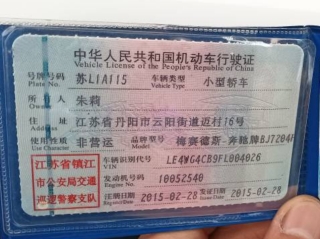 中华人民共和国机动车行驶证
Vehicle License of the People's Republic of China
号牌号码 苏L1A115 车辆类型 小型轿车
Plate No. Vehicle Type
所有人 朱莉
Owner
住址 江苏省丹阳市云阳街道迈村76号
Address
使用性质 非营运 品牌型号 梅赛德斯-奔驰牌BJ7204
Use Character Model
江苏省镇江 车辆识别代号 LE4WG4CB9FL004026
VIN
市公安局交通 发动机号码 10052540
Engine No.
巡逻警察支队 注册日期 2015-02-28 发证日期 2015-02-28
Register Date Issue Date